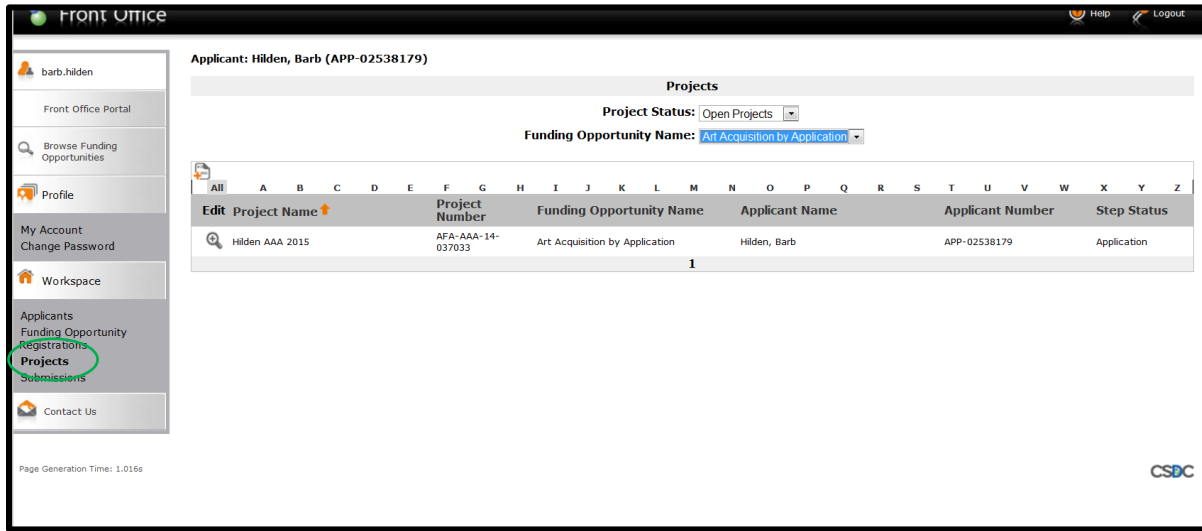 Front Office
Help
Logout
barb.hilden
Front Office Portal
Browse Funding
Opportunities
Profile
My Account
Change Password
Workspace
Applicants
Funding Opportunity
Registrations
Projects
Submissions
Contact Us
Page Generation Time: 1.016s
Applicant: Hilden, Barb (APP-02538179)
Projects
Project Status: Open Projects
Funding Opportunity Name: Art Acquisition by Application
All A B C D E F G H I J K L M N O P Q R S T U V W X Y Z
Edit Project Name Project Number Funding Opportunity Name Applicant Name Applicant Number Step Status
Hilden AAA 2015 AFA-AAA-14-037033 Art Acquisition by Application Hilden, Barb APP-02538179 Application
1
CSDC